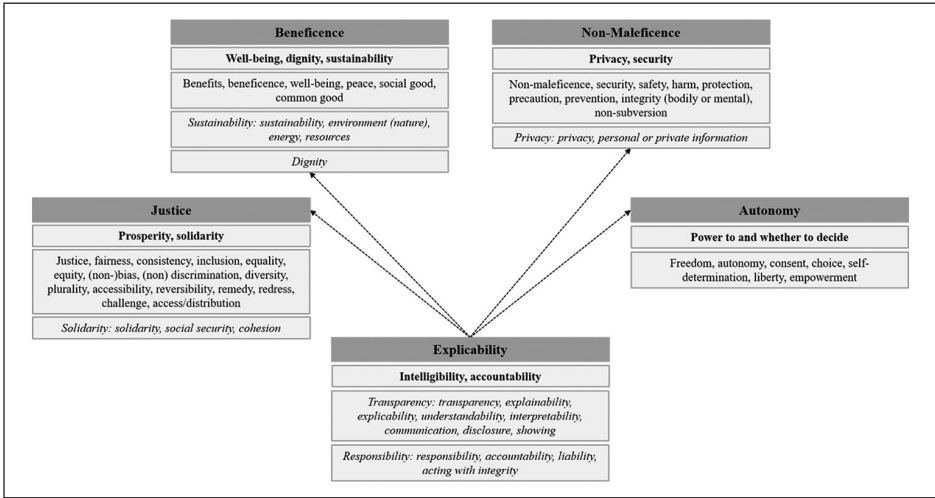 Beneficence
Well-being, dignity, sustainability
Benefits, beneficence, well-being, peace, social good,
common good
Sustainability: sustainability, environment (nature),
energy, resources
Dignity
Non-Maleficence
Privacy, security
Non-maleficence, security, safety, harm, protection,
precaution, prevention, integrity (bodily or mental),
non-subversion
Privacy: privacy, personal or private information
Justice
Prosperity, solidarity
Justice, fairness, consistency, inclusion, equality,
equity, (non-)bias, (non) discrimination, diversity,
plurality, accessibility, reversibility, remedy, redress,
challenge, access/distribution
Solidarity: solidarity, social security, cohesion
Autonomy
Power to and whether to decide
Freedom, autonomy, consent, choice, self-
determination, liberty, empowerment
Explicability
Intelligibility, accountability
Transparency: transparency, explainability,
explicability, understandability, interpretability,
communication, disclosure, showing
Responsibility: responsibility, accountability, liability,
acting with integrity